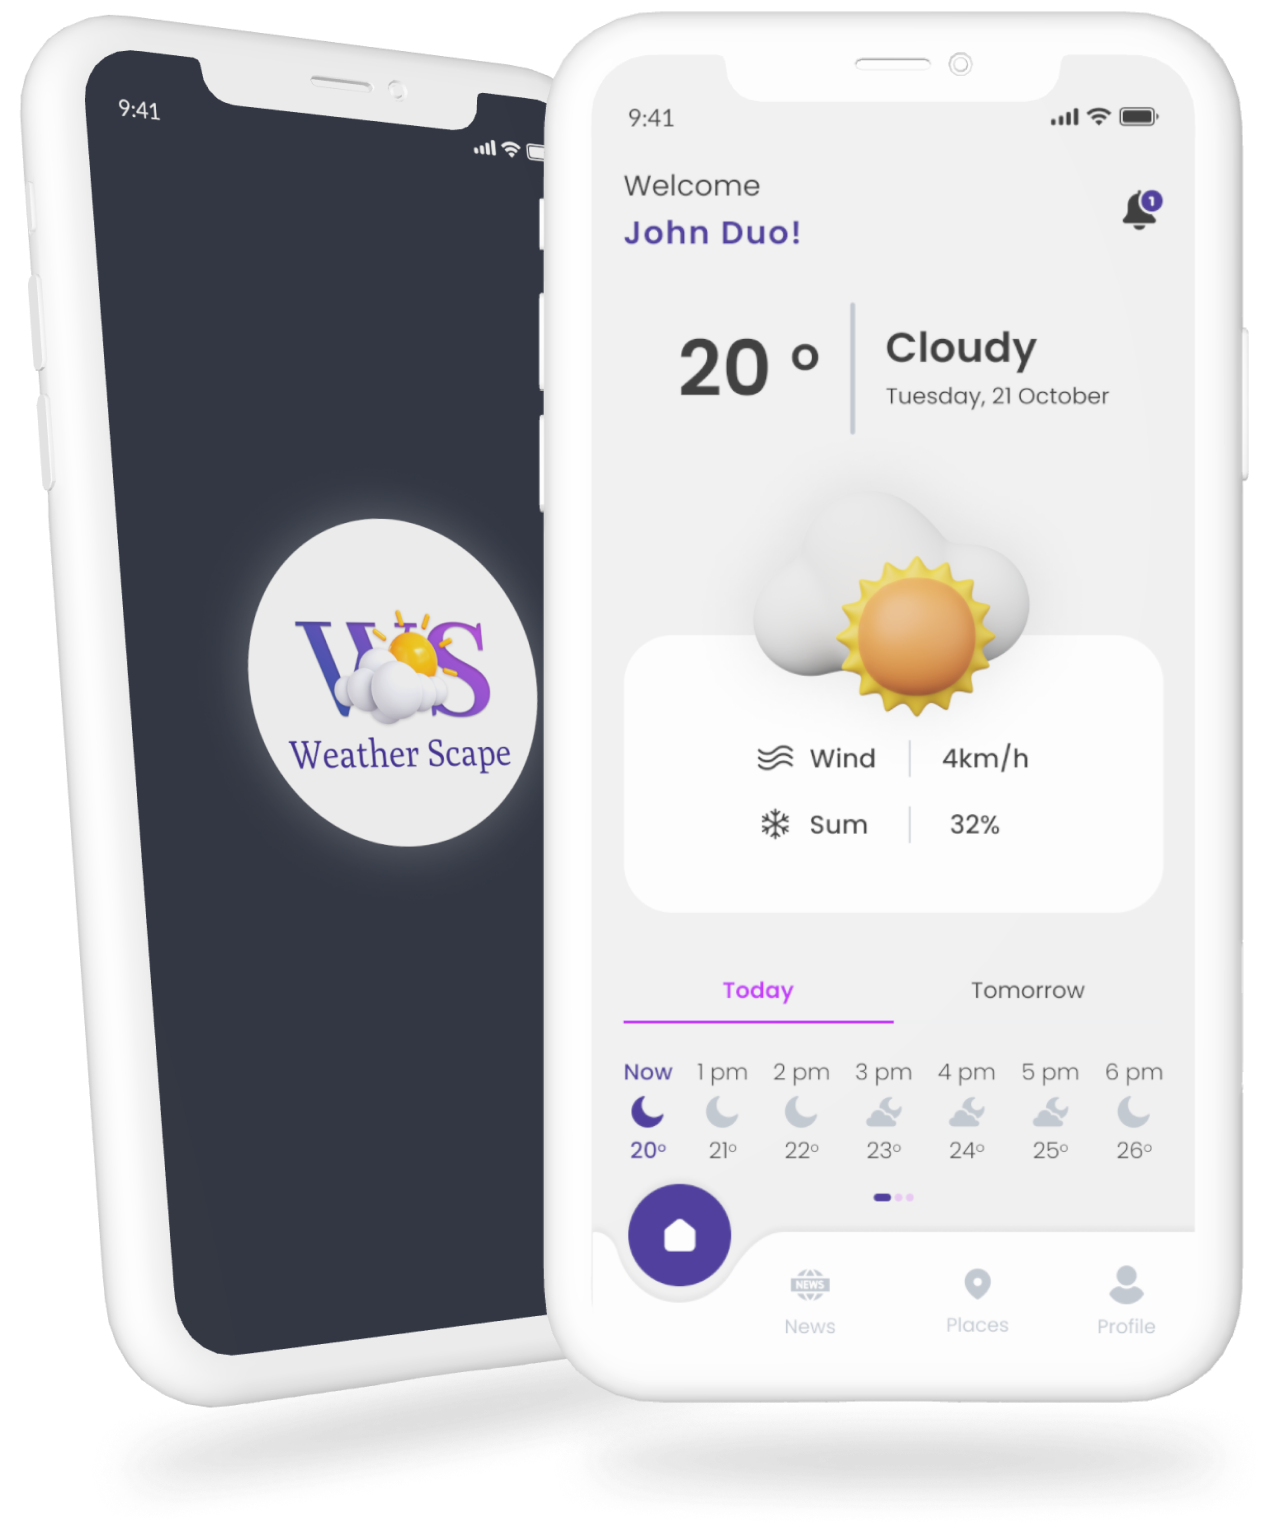 9:41
WS
Weather Scape
9:41
Welcome
John Duo!
1
20 °
Cloudy
Tuesday, 21 October
Wind 4km/h
Sum 32%
Today Tomorrow
Now 1 pm 2 pm 3 pm 4 pm 5 pm 6 pm
20° 21° 22° 23° 24° 25° 26°
NEWS
News Places Profile